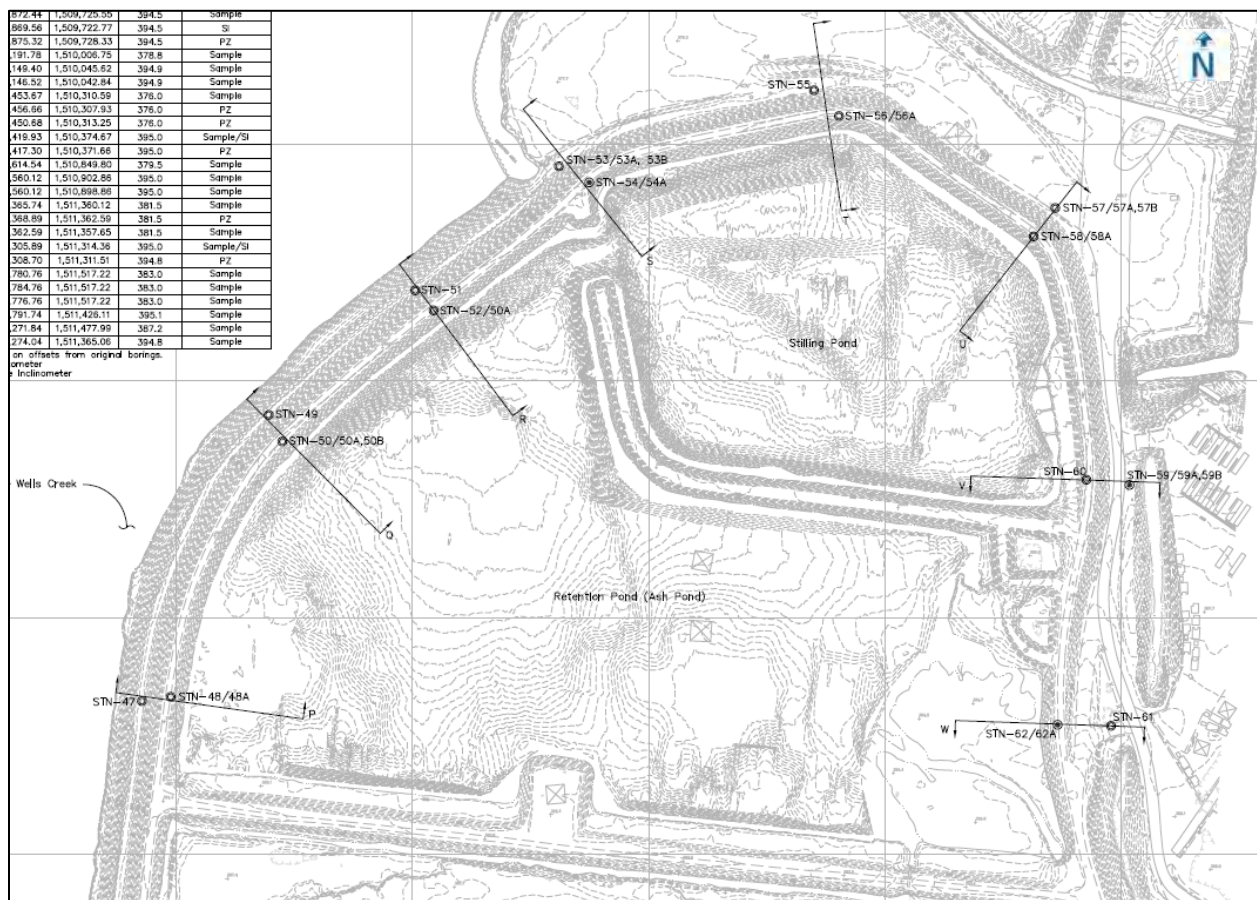 872.44 1,509,725.55 394.5 Sample
869.56 1,509,722.77 394.5 SI
875.32 1,509,728.33 394.5 PZ
,191.78 1,510,006.75 378.8 Sample
,149.40 1,510,045.62 394.9 Sample
,146.52 1,510,042.84 394.9 Sample
453.67 1,510,310.59 376.0 Sample
456.66 1,510,307.93 376.0 PZ
450.68 1,510,313.25 376.0 PZ
,419.93 1,510,374.67 395.0 Sample/SI
,417.30 1,510,371.66 395.0 PZ
,614.54 1,510,849.80 379.5 Sample
,560.12 1,510,902.86 395.0 Sample
,560.12 1,510,898.86 395.0 Sample
,365.74 1,511,360.12 381.5 Sample
,368.89 1,511,362.59 381.5 PZ
,362.59 1,511,357.65 381.5 Sample
,305.89 1,511,314.36 395.0 Sample/SI
,308.70 1,511,311.51 394.8 PZ
,780.76 1,511,517.22 383.0 Sample
,784.76 1,511,517.22 383.0 Sample
,776.76 1,511,517.22 383.0 Sample
,791.74 1,511,426.11 395.1 Sample
,271.84 1,511,477.99 387.2 Sample
,274.04 1,511,365.06 394.8 Sample
on offsets from original borings.
ometer
e Inclinometer
N
STN-55
STN-56/56A
T
STN-53/53A, 53B
STN-54/54A
S
STN-57/57A,57B
STN-58/58A
U
STN-51
STN-52/50A
R
Stilling Pond
STN-49
STN-50/50A,50B
Q
Wells Creek
STN-60
STN-59/59A,59B
V
Retention Pond (Ash Pond)
STN-47
STN-48/48A
P
W
STN-61
STN-62/62A